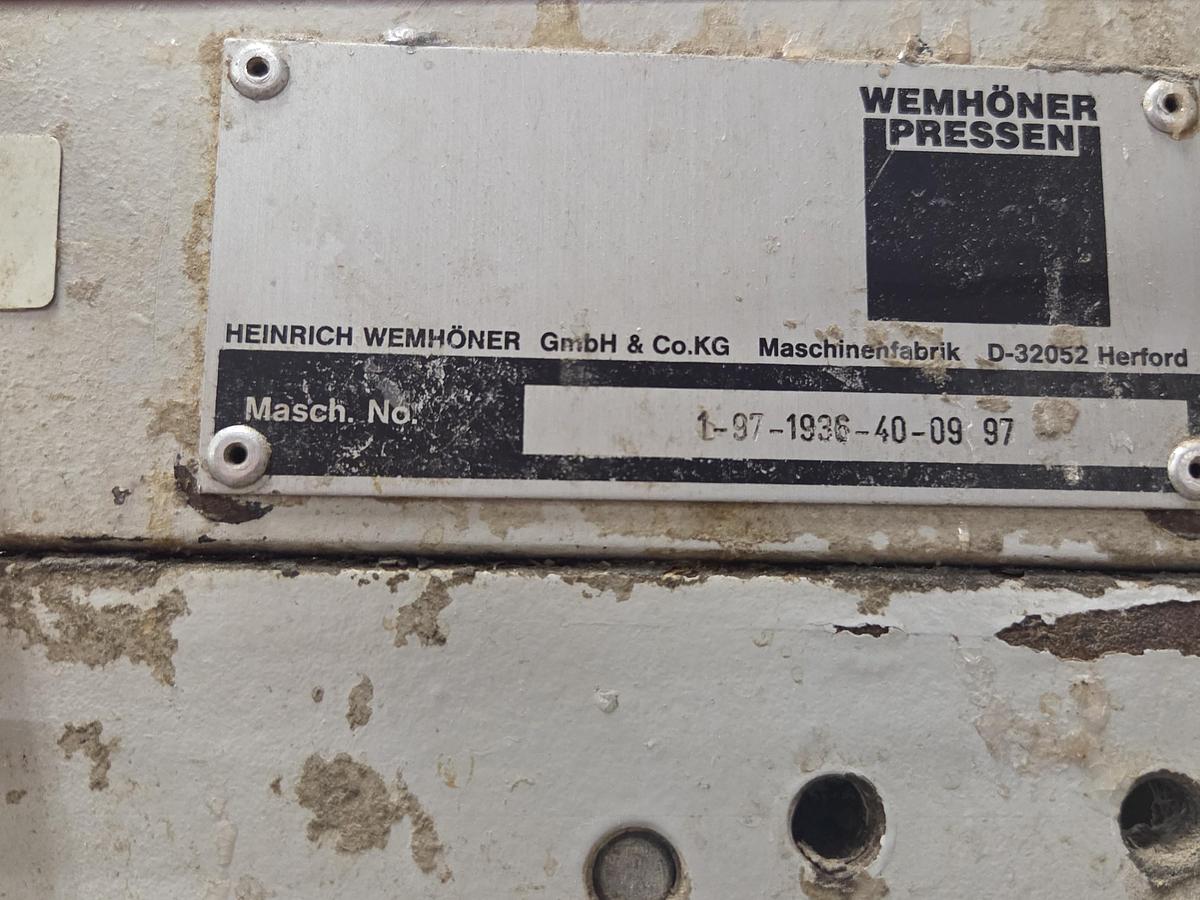 WEMHÖNER
PRESSEN
HEINRICH WEMHÖNER GmbH & Co.KG Maschinenfabrik D-32052 Herford
Masch. No. 1-97-1936-40-09 97